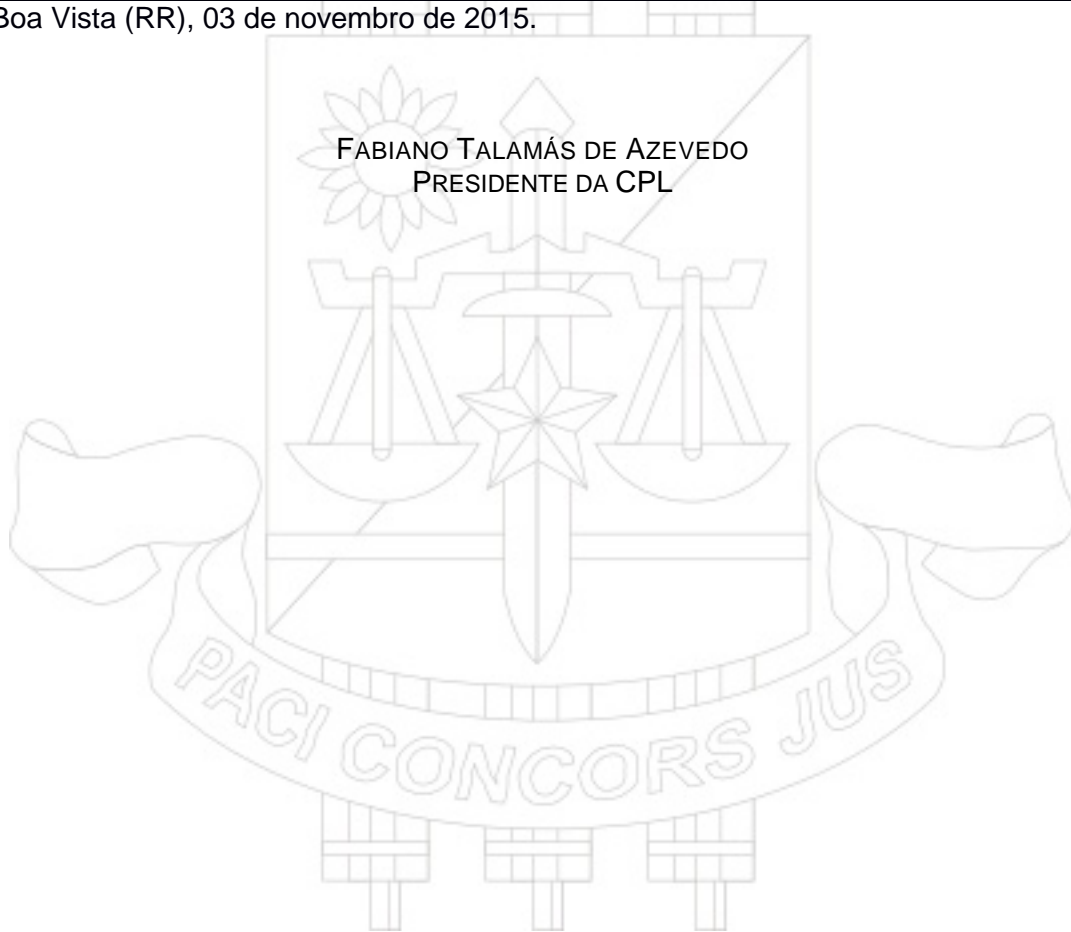 Boa Vista (RR), 03 de novembro de 2015.
FABIANO TALAMÁS DE AZEVEDO
PRESIDENTE DA CPL
PACI CONCORS JUS